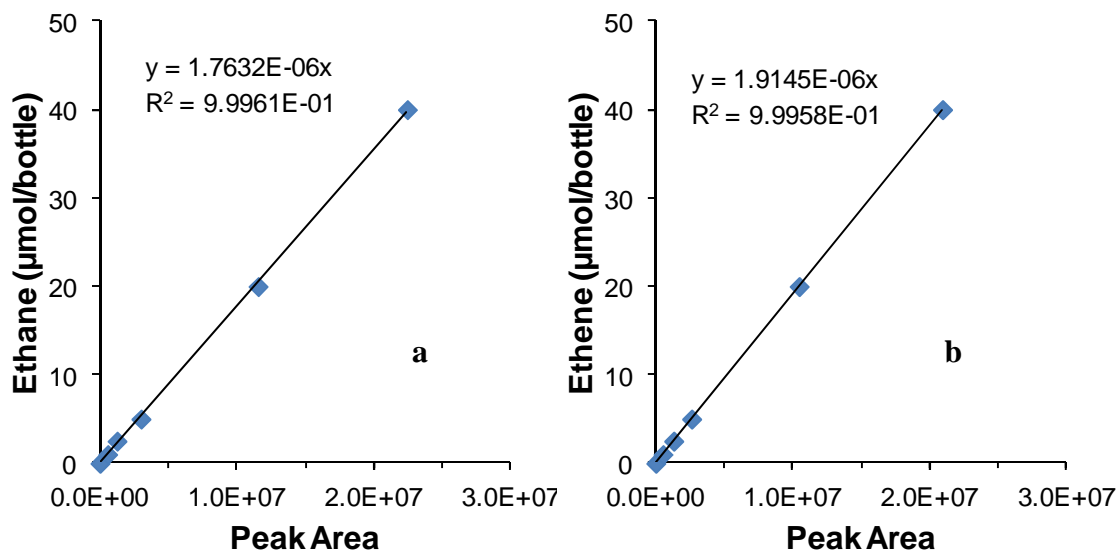 50
40
30
20
10
0
Ethane (µmol/bottle)
y = 1.7632E-06x
R² = 9.9961E-01
a
0.0E+00 1.0E+07 2.0E+07 3.0E+07
Peak Area
50
40
30
20
10
0
Ethene (µmol/bottle)
y = 1.9145E-06x
R² = 9.9958E-01
b
0.0E+00 1.0E+07 2.0E+07 3.0E+07
Peak Area